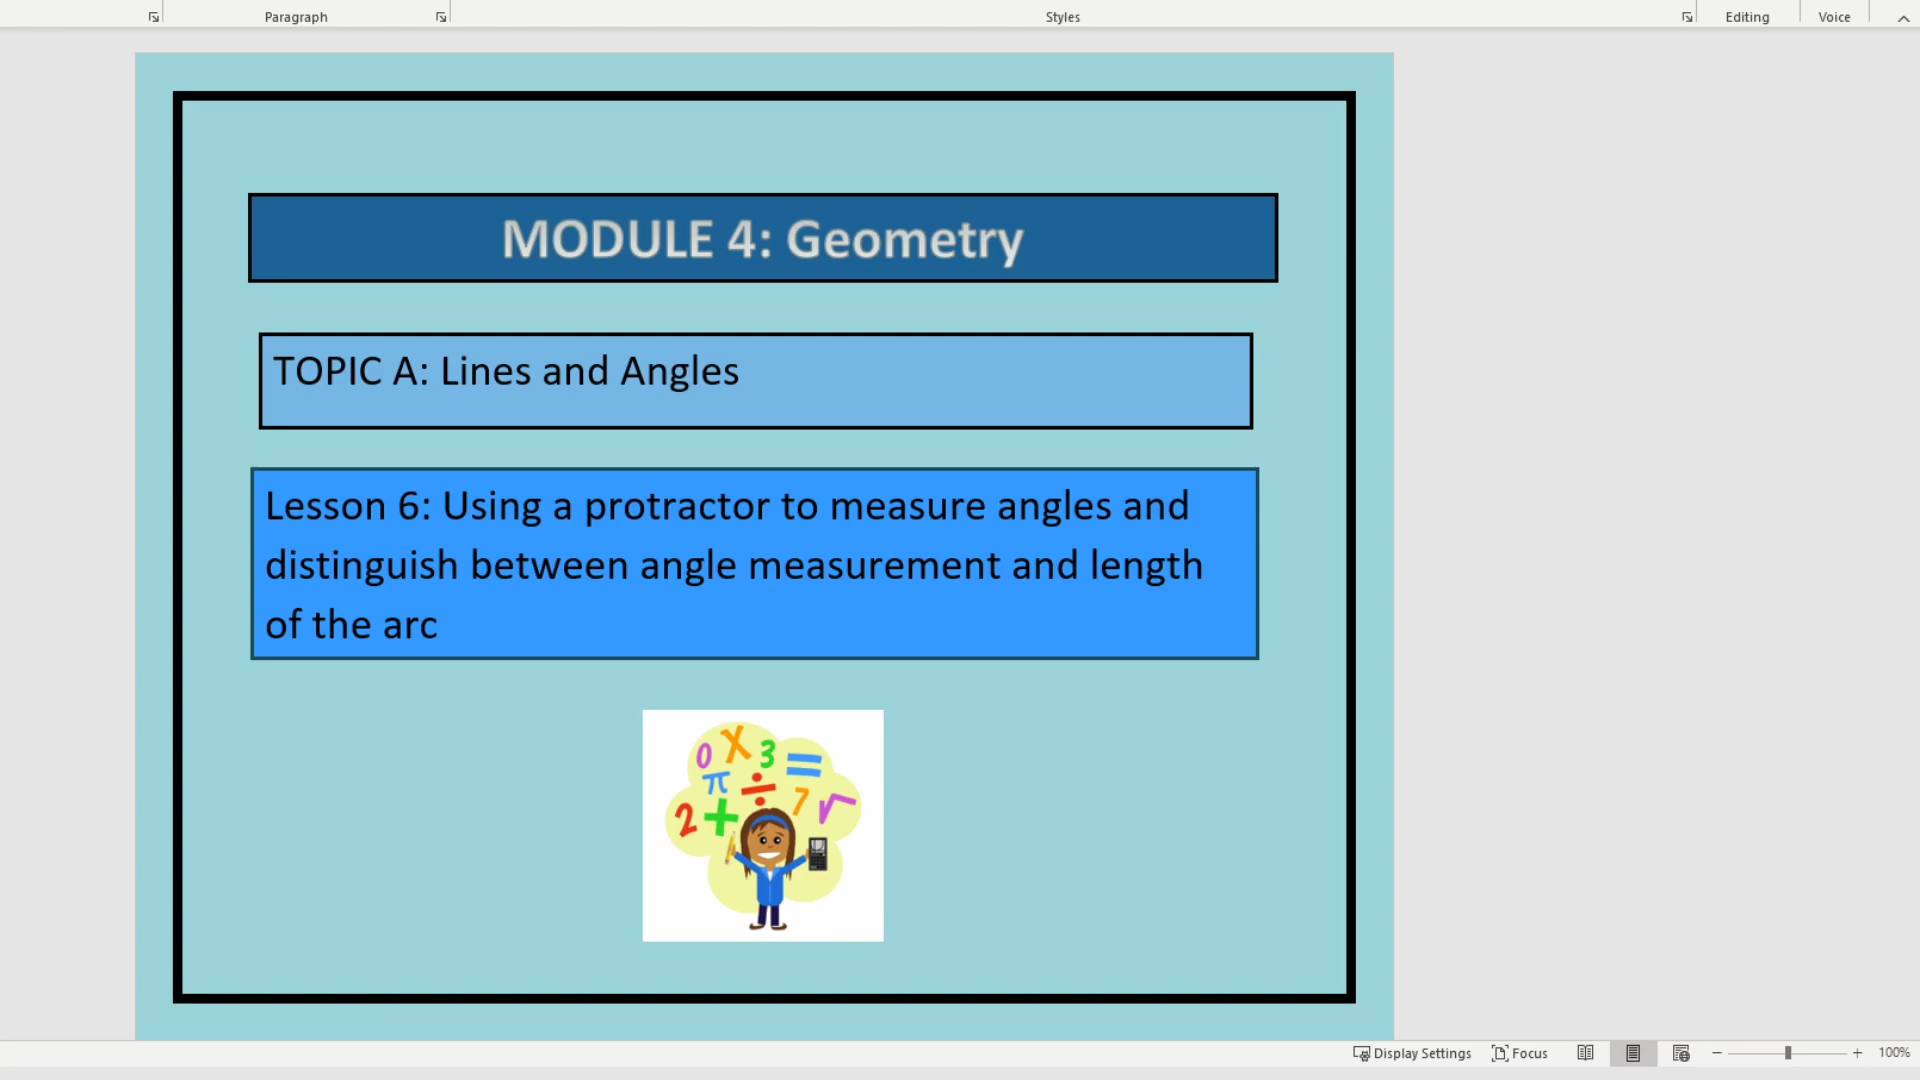 Paragraph
Styles
Editing
Voice
MODULE 4: Geometry
TOPIC A: Lines and Angles
Lesson 6: Using a protractor to measure angles and
distinguish between angle measurement and length
of the arc
0 X 3 =
π ÷ 7 √
2 +
Display Settings
Focus
100%